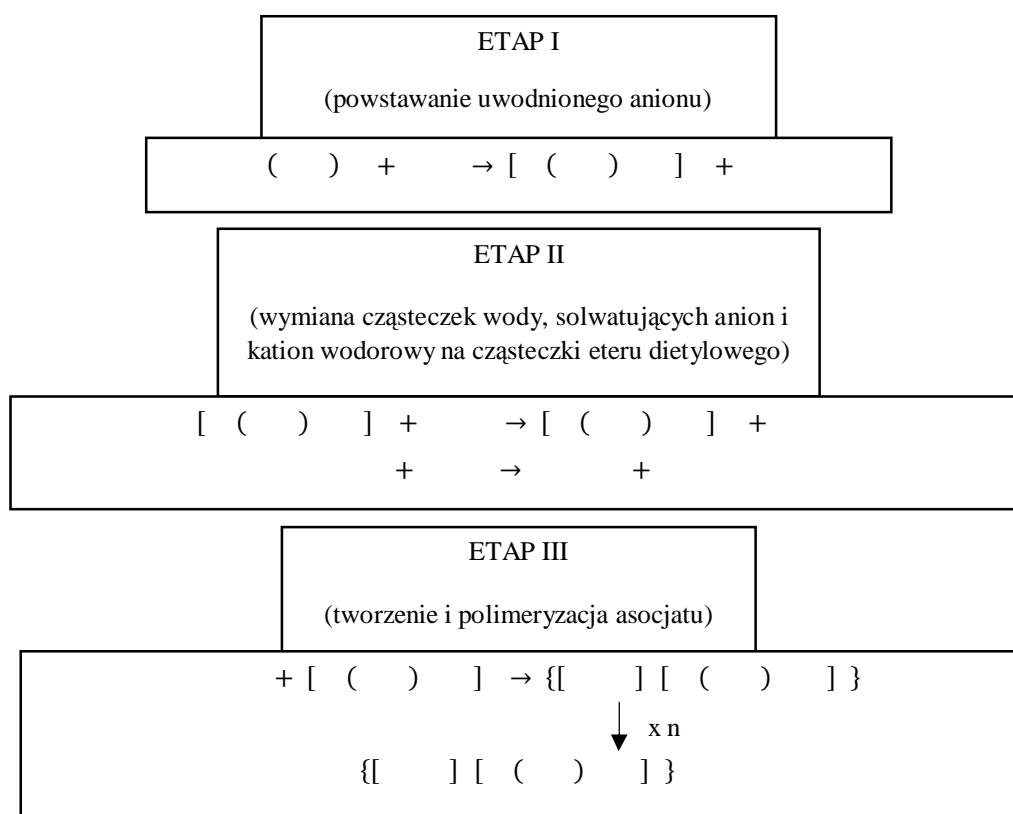 ETAP I
(powstawanie uwodnionego anionu)
( ) + → [ ( ) ] +
ETAP II
(wymiana cząsteczek wody, solwatujących anion i
kation wodorowy na cząsteczki eteru dietylowego)
[ ( ) ] + → [ ( ) ] +
+ → +
ETAP III
(tworzenie i polimeryzacja asocjatu)
+ [ ( ) ] → {[ ] [ ( ) ] }
x n
{[ ] [ ( ) ] }